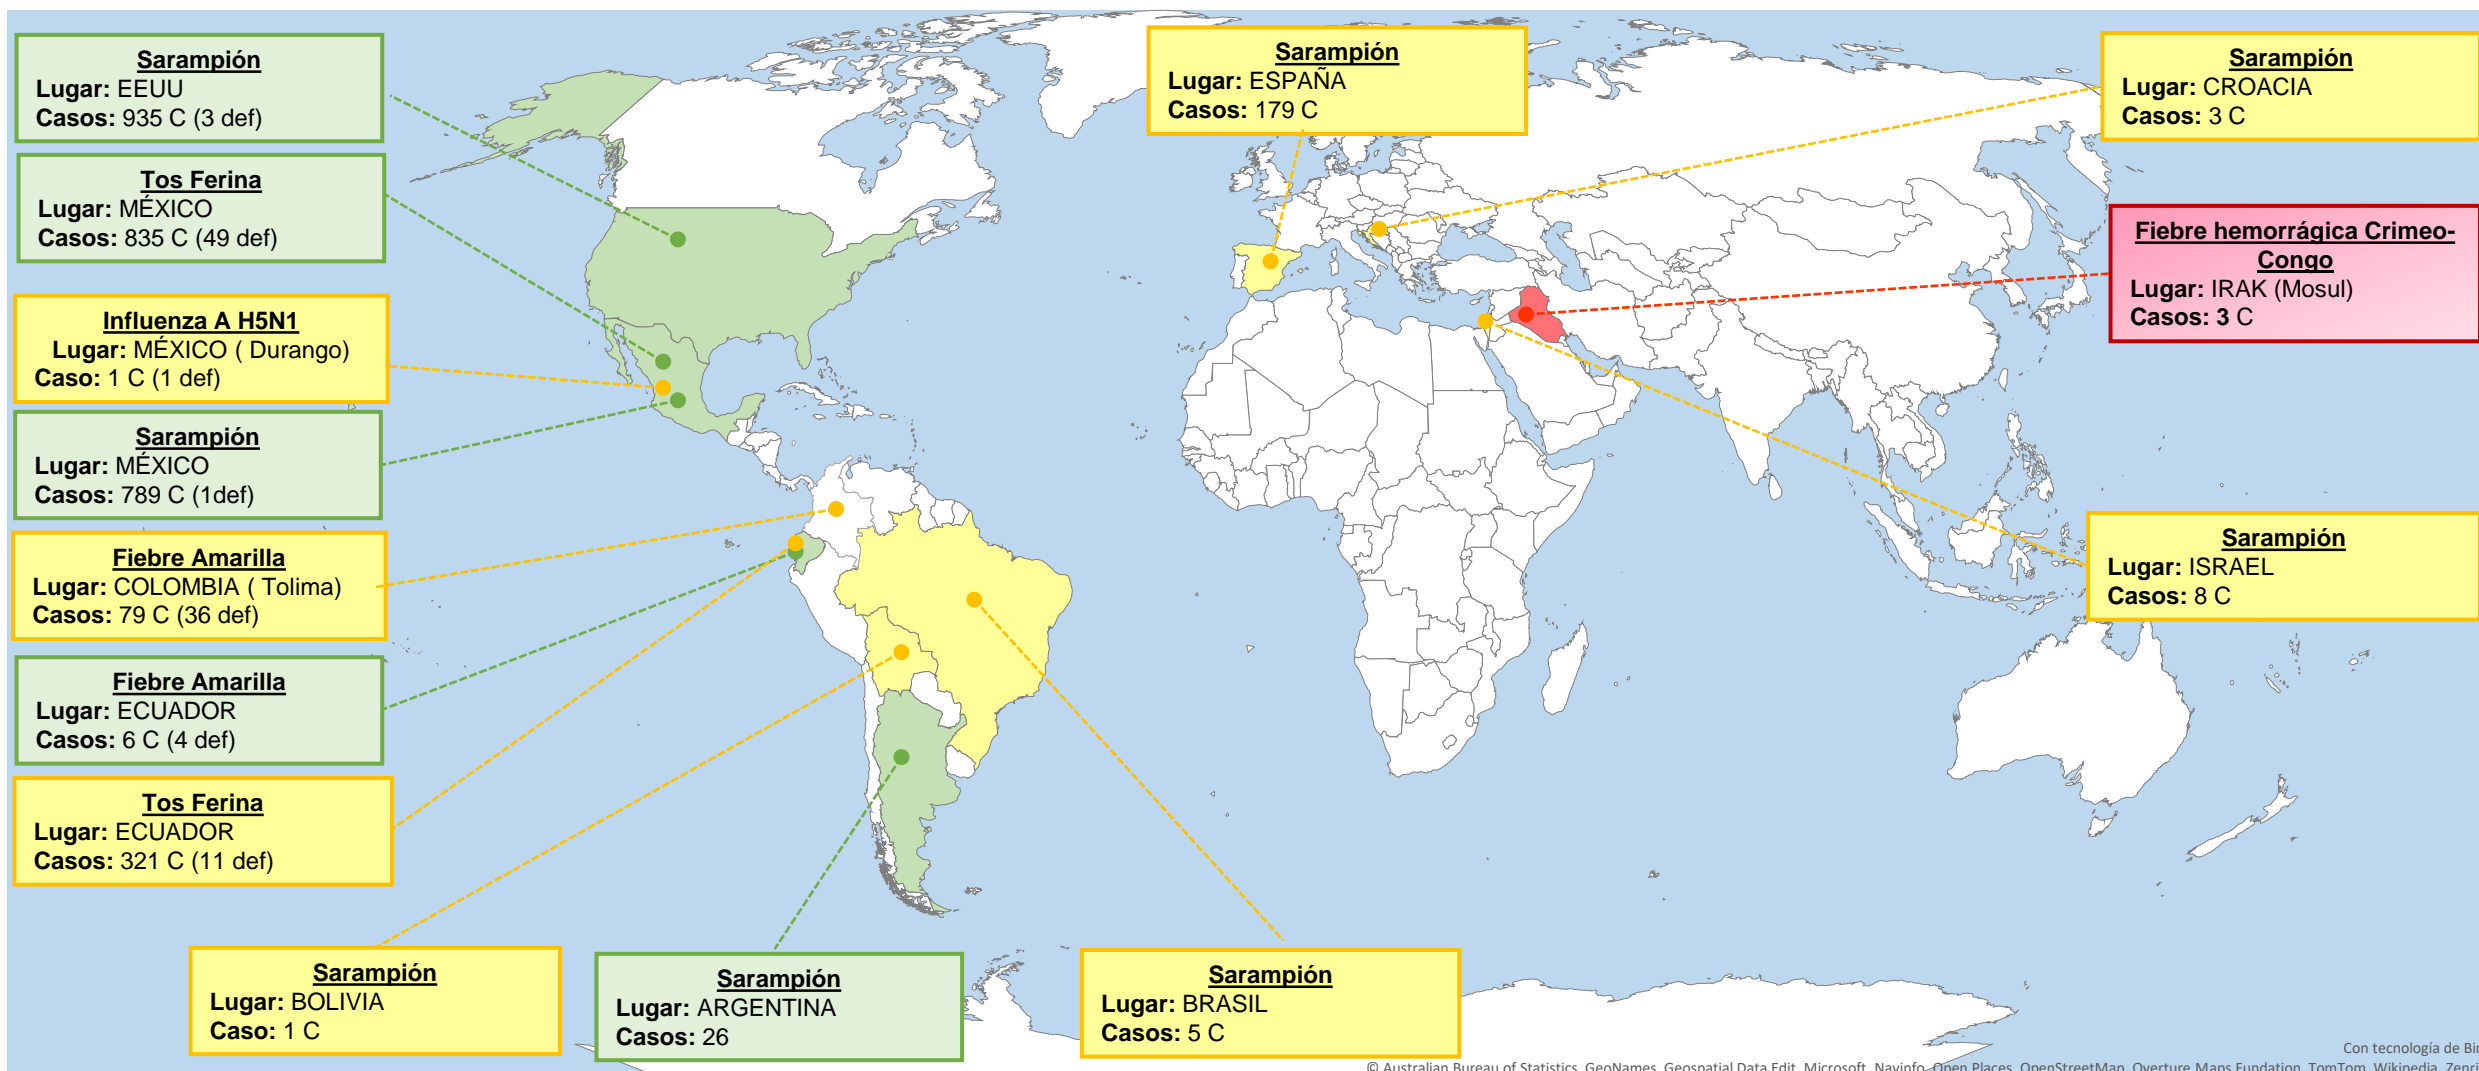 Sarampión
Lugar: EEUU
Casos: 935 C (3 def)
Tos Ferina
Lugar: MÉXICO
Casos: 835 C (49 def)
Influenza A H5N1
Lugar: MÉXICO ( Durango)
Caso: 1 C (1 def)
Sarampión
Lugar: MÉXICO
Casos: 789 C (1def)
Fiebre Amarilla
Lugar: COLOMBIA ( Tolima)
Casos: 79 C (36 def)
Fiebre Amarilla
Lugar: ECUADOR
Casos: 6 C (4 def)
Tos Ferina
Lugar: ECUADOR
Casos: 321 C (11 def)
Sarampión
Lugar: BOLIVIA
Caso: 1 C
Sarampión
Lugar: ARGENTINA
Casos: 26
Sarampión
Lugar: BRASIL
Casos: 5 C
Sarampión
Lugar: ESPAÑA
Casos: 179 C
Sarampión
Lugar: CROACIA
Casos: 3 C
Fiebre hemorrágica Crimeo-
Congo
Lugar: IRAK (Mosul)
Casos: 3 C
Sarampión
Lugar: ISRAEL
Casos: 8 C
Con tecnología de Bin
© Australian Bureau of Statistics, GeoNames, Geospatial Data Edit, Microsoft, Navinfo, Open Places, OpenStreetMap, Overture Maps Fundation, TomTom, Wikipedia, Zenri